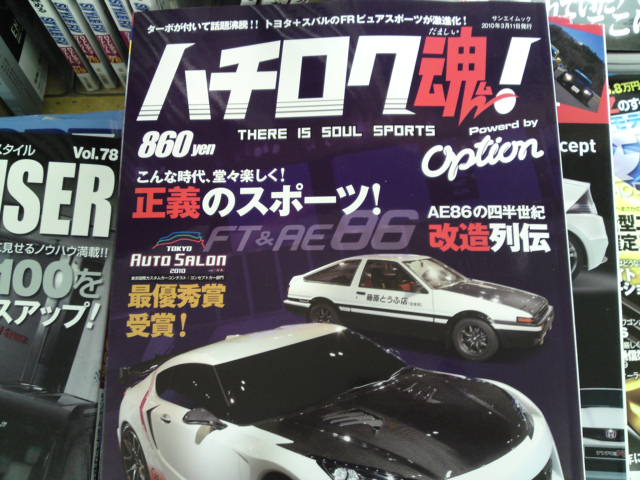 ターボが付いて話題沸騰!! トヨタ+スバルのFRピュアスポーツが激進化!
サンエイムック
2010年3月11日発行
だましい
ハチロク魂!
860yen
THERE IS SOUL SPORTS
Powered by
Option
こんな時代、堂々楽しく!
正義のスポーツ!
FT&AE86
AE86の四半世紀
改造列伝
TOKYO
AUTO SALON
2010
最優秀賞
受賞!
藤原とうふ店
スタイル
Vol.78
USER
見せるノウハウ満載!!
100を
スアップ!
cept